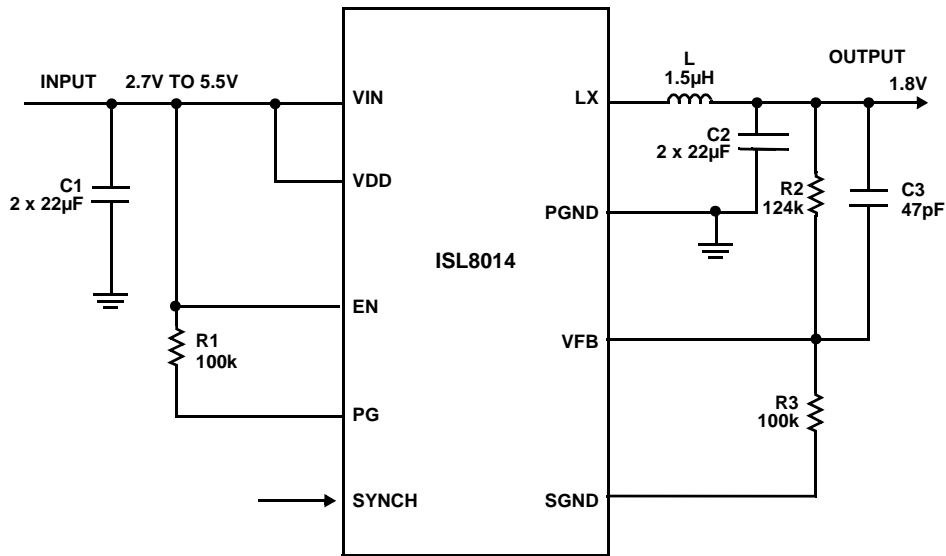 INPUT 2.7V TO 5.5V
VIN
LX
L
1.5µH
OUTPUT
1.8V
C1
2 x 22µF
VDD
C2
2 x 22µF
R2
124k
C3
47pF
PGND
ISL8014
EN
R1
100k
VFB
PG
R3
100k
SYNCH
SGND